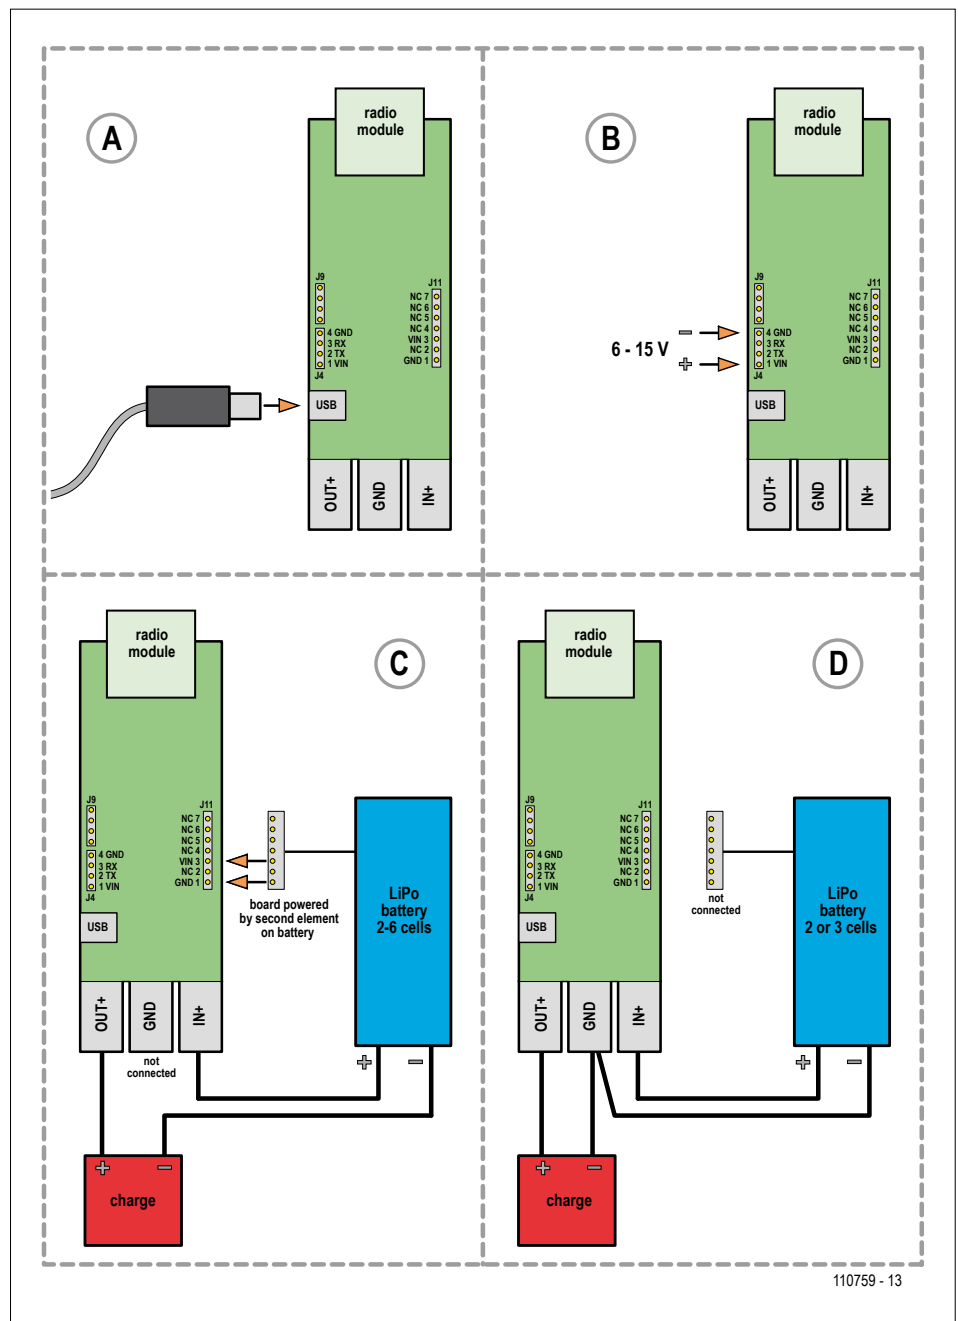 A
radio
module
J9
J11
NC 7
NC 6
NC 5
NC 4
VIN 3
NC 2
GND 1
4 GND
3 RX
2 TX
1 VIN
J4
USB
OUT+
GND
IN+
B
radio
module
6 - 15 V
J9
J11
NC 7
NC 6
NC 5
NC 4
VIN 3
NC 2
GND 1
4 GND
3 RX
2 TX
1 VIN
J4
USB
OUT+
GND
IN+
C
radio
module
J9
J11
NC 7
NC 6
NC 5
NC 4
VIN 3
NC 2
GND 1
4 GND
3 RX
2 TX
1 VIN
J4
USB
board powered
by second element
on battery
LiPo
battery
2-6 cells
OUT+
GND
IN+
not
connected
+ −
+ −
charge
D
radio
module
J9
J11
NC 7
NC 6
NC 5
NC 4
VIN 3
NC 2
GND 1
4 GND
3 RX
2 TX
1 VIN
J4
USB
not
connected
LiPo
battery
2 or 3 cells
OUT+
GND
IN+
+ −
+ −
charge
110759 - 13